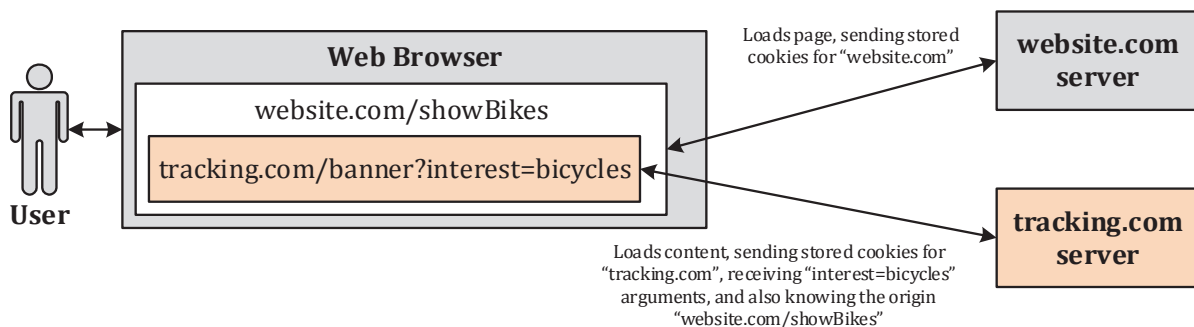 Web Browser
website.com/showBikes
tracking.com/banner?interest=bicycles
User
Loads page, sending stored
cookies for “website.com”
website.com
server
Loads content, sending stored cookies for
“tracking.com”, receiving “interest=bicycles”
arguments, and also knowing the origin
“website.com/showBikes”
tracking.com
server